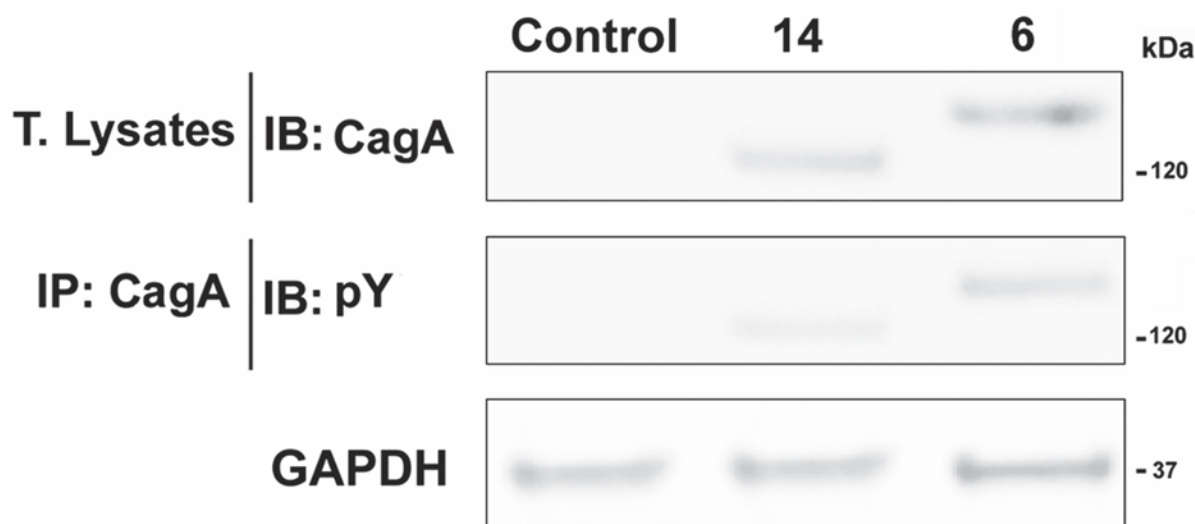 Control 14 6 kDa
T. Lysates IB: CagA
-120
IP: CagA IB: pY
-120
GAPDH - 37